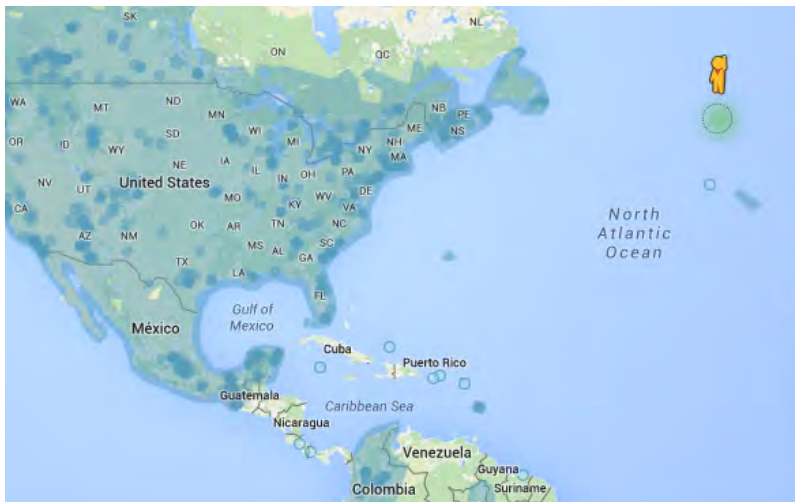 SK
NL
ON
QC
WA
MT
ND
MN
NB
PE
OR
ID
WY
SD
WI
MI
ME
NS
NY
NH
MA
NE
IA
IL
IN
OH
PA
NV
UT
United States
MO
KY
WV
DE
VA
CA
AZ
NM
OK
AR
TN
NC
MS
AL
GA
SC
TX
LA
FL
North
Atlantic
Ocean
Gulf of
Mexico
México
Cuba
Puerto Rico
Guatemala
Caribbean Sea
Nicaragua
Venezuela
Guyana
Suriname
Colombia